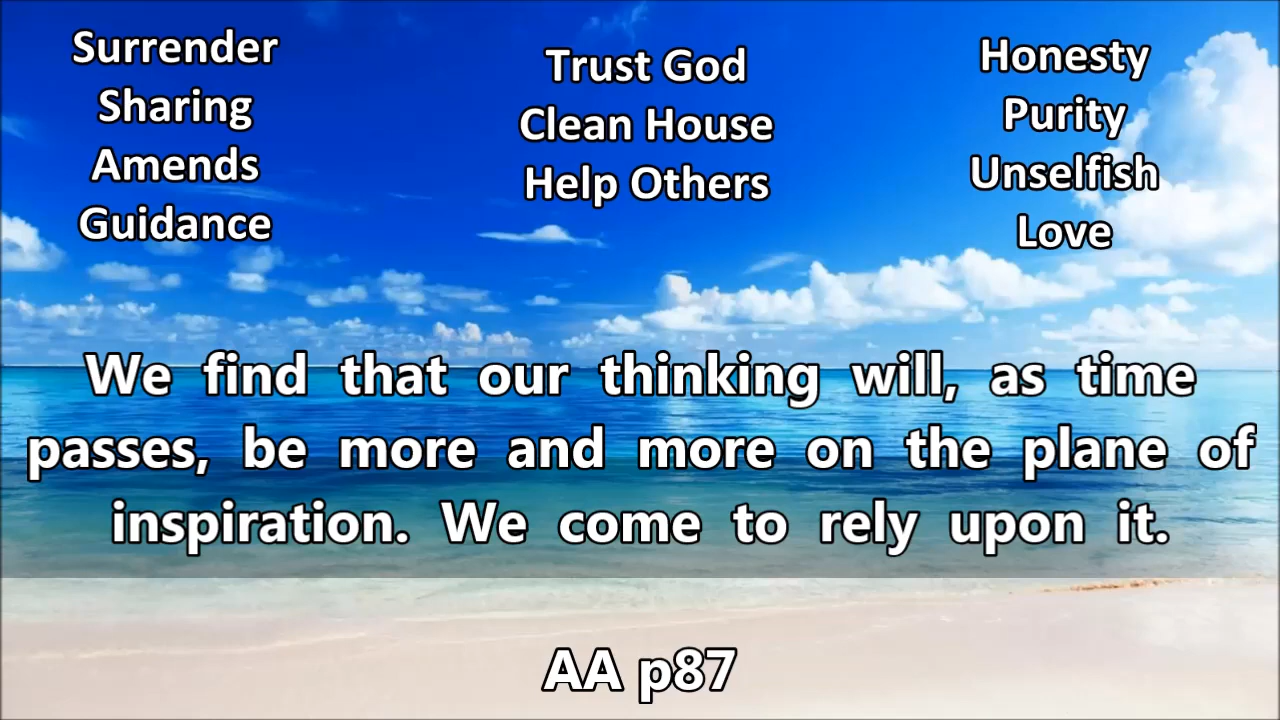 Surrender
Sharing
Amends
Guidance
Trust God
Clean House
Help Others
Honesty
Purity
Unselfish
Love
We find that our thinking will, as time
passes, be more and more on the plane of
inspiration. We come to rely upon it.
AA p87